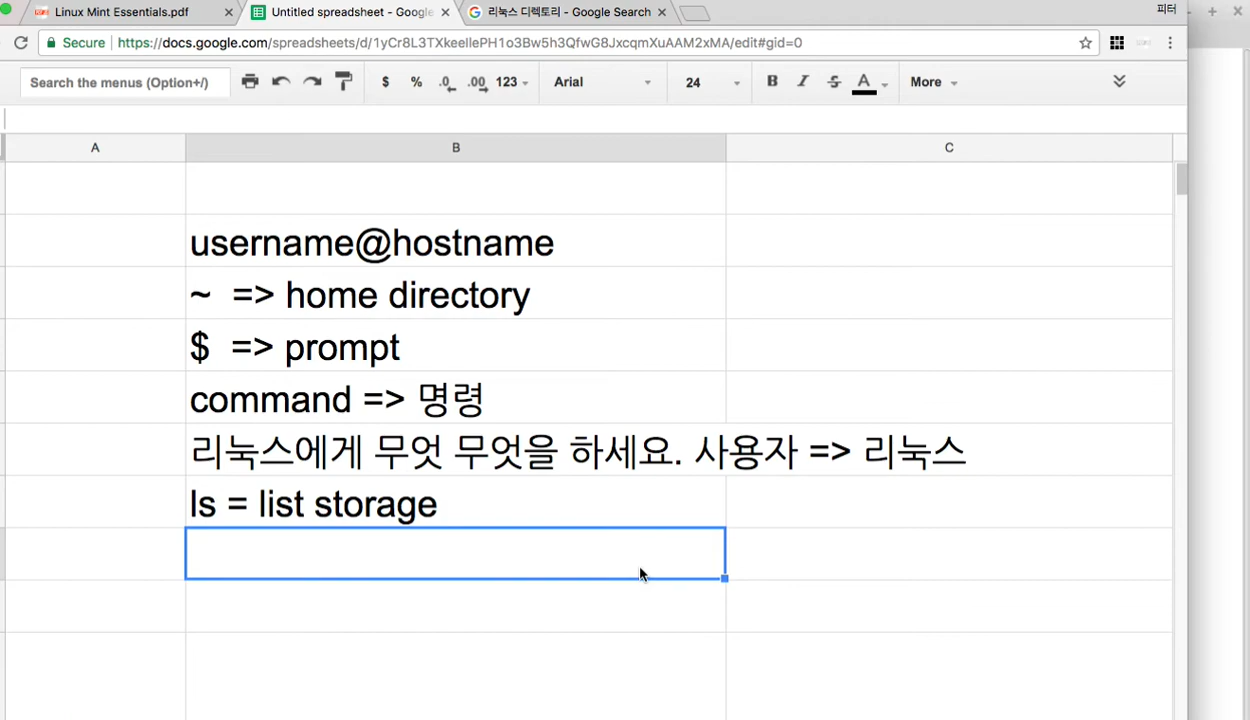 Linux Mint Essentials.pdf
Untitled spreadsheet - Google
리눅스 디렉토리 - Google Search
피터
Secure
https://docs.google.com/spreadsheets/d/1yCr8L3TXkeellePH1o3Bw5h3QfwG8JxcqmXuAAM2xMA/edit#gid=0
Search the menus (Option+/)
$ % .0 .00 123
Arial
24
B I S A
More
A B C
username@hostname
~ => home directory
$ => prompt
command => 명령
리눅스에게 무엇 무엇을 하세요. 사용자 => 리눅스
ls = list storage